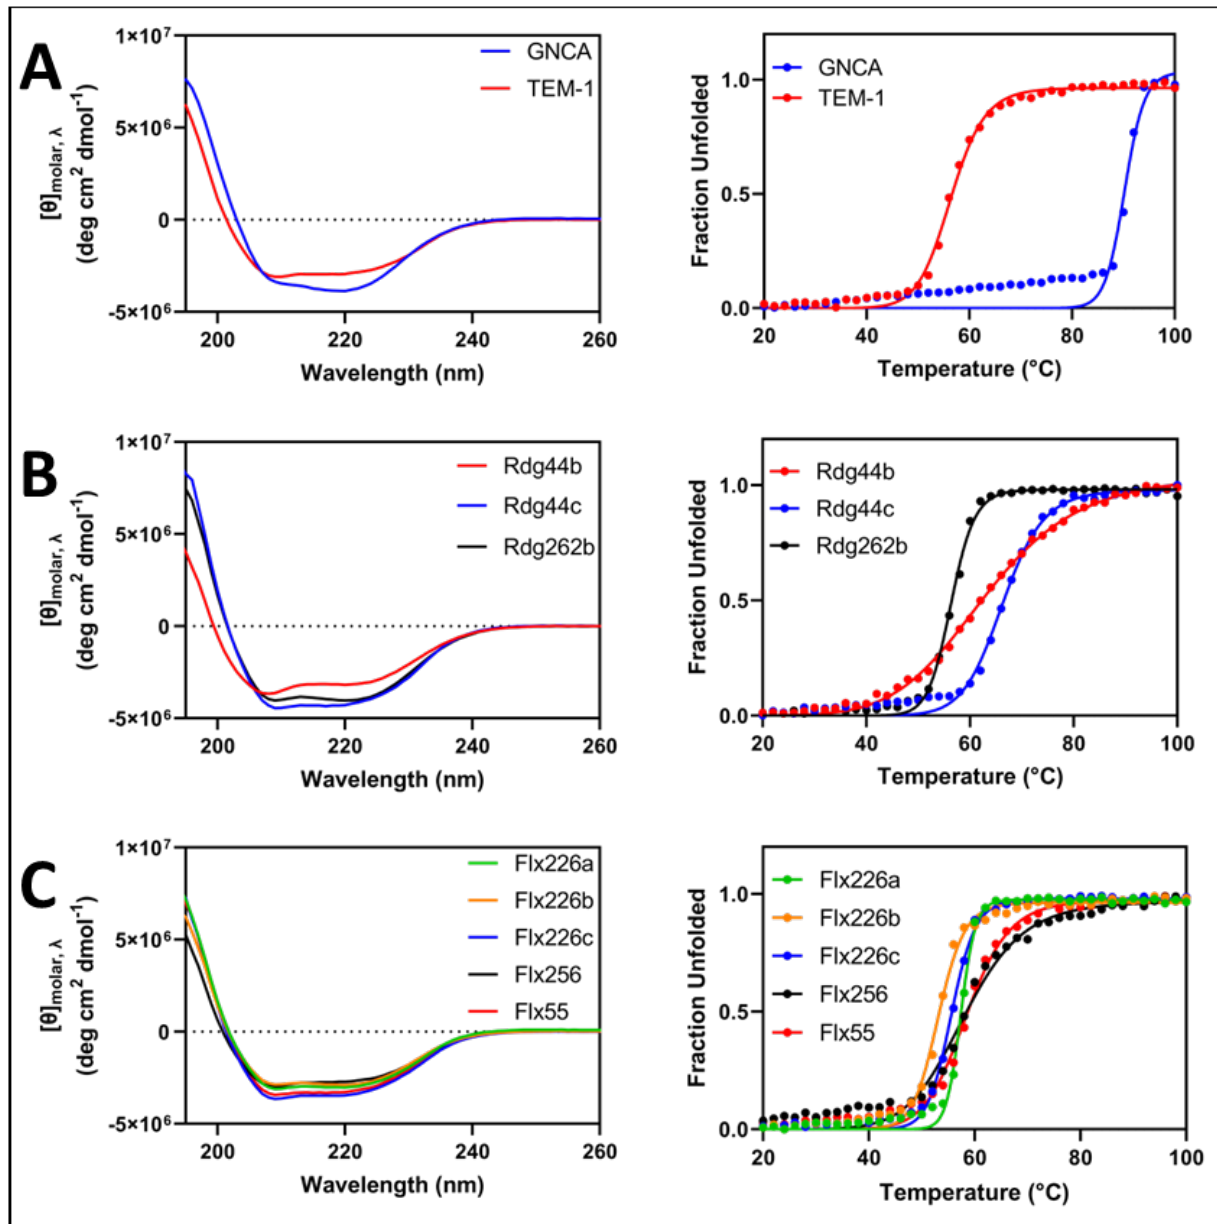 A
[θ]molar, λ
(deg cm² dmol⁻¹)
1×10⁷
5×10⁶
0
-5×10⁶
200
220
240
260
Wavelength (nm)
GNCA
TEM-1
Fraction Unfolded
1.0
0.5
0.0
20
40
60
80
100
Temperature (°C)
GNCA
TEM-1
B
[θ]molar, λ
(deg cm² dmol⁻¹)
1×10⁷
5×10⁶
0
-5×10⁶
200
220
240
260
Wavelength (nm)
Rdg44b
Rdg44c
Rdg262b
Fraction Unfolded
1.0
0.5
0.0
20
40
60
80
100
Temperature (°C)
Rdg44b
Rdg44c
Rdg262b
C
[θ]molar, λ
(deg cm² dmol⁻¹)
1×10⁷
5×10⁶
0
-5×10⁶
200
220
240
260
Wavelength (nm)
Flx226a
Flx226b
Flx226c
Flx256
Flx55
Fraction Unfolded
1.0
0.5
0.0
20
40
60
80
100
Temperature (°C)
Flx226a
Flx226b
Flx226c
Flx256
Flx55